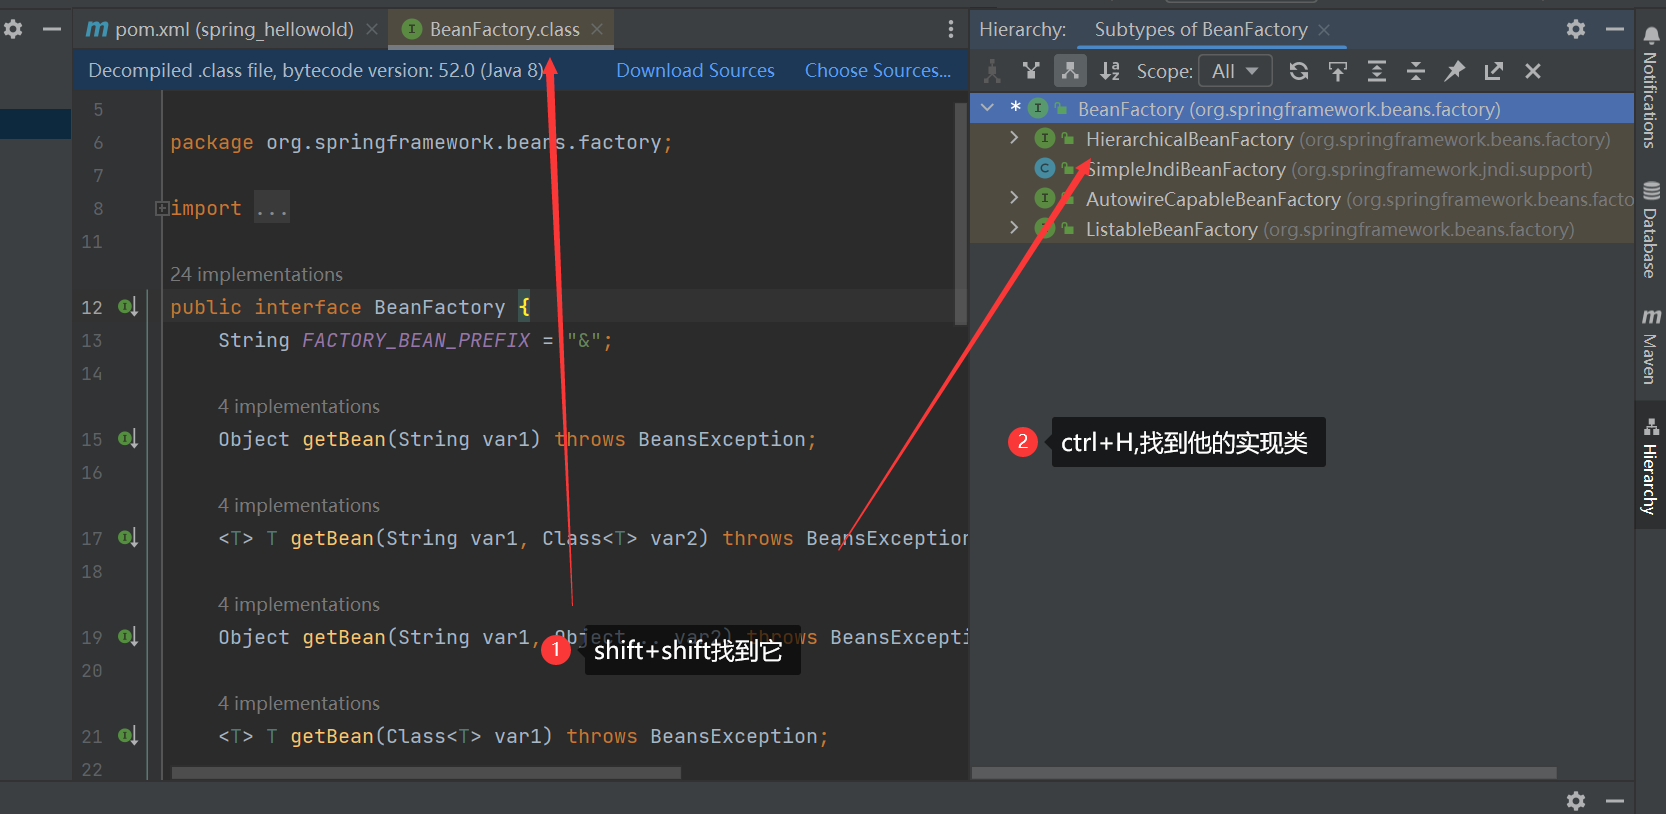 pom.xml (spring_hellowold)
BeanFactory.class
Hierarchy:
Subtypes of BeanFactory
Decompiled .class file, bytecode version: 52.0 (Java 8)
Download Sources
Choose Sources...
Scope: All
5
6 package org.springframework.beans.factory;
7
8 import ...
11
24 implementations
12 public interface BeanFactory {
13 String FACTORY_BEAN_PREFIX = "&";
14
4 implementations
15 Object getBean(String var1) throws BeansException;
16
4 implementations
17 <T> T getBean(String var1, Class<T> var2) throws BeansException
18
4 implementations
19 Object getBean(String var1, Object... var2) throws BeansExcepti
20
4 implementations
21 <T> T getBean(Class<T> var1) throws BeansException;
22
1 shift+shift找到它
* BeanFactory (org.springframework.beans.factory)
HierarchicalBeanFactory (org.springframework.beans.factory)
SimpleJndiBeanFactory (org.springframework.jndi.support)
AutowireCapableBeanFactory (org.springframework.beans.facto
ListableBeanFactory (org.springframework.beans.factory)
2 ctrl+H,找到他的实现类
Notifications
Database
Maven
Hierarchy